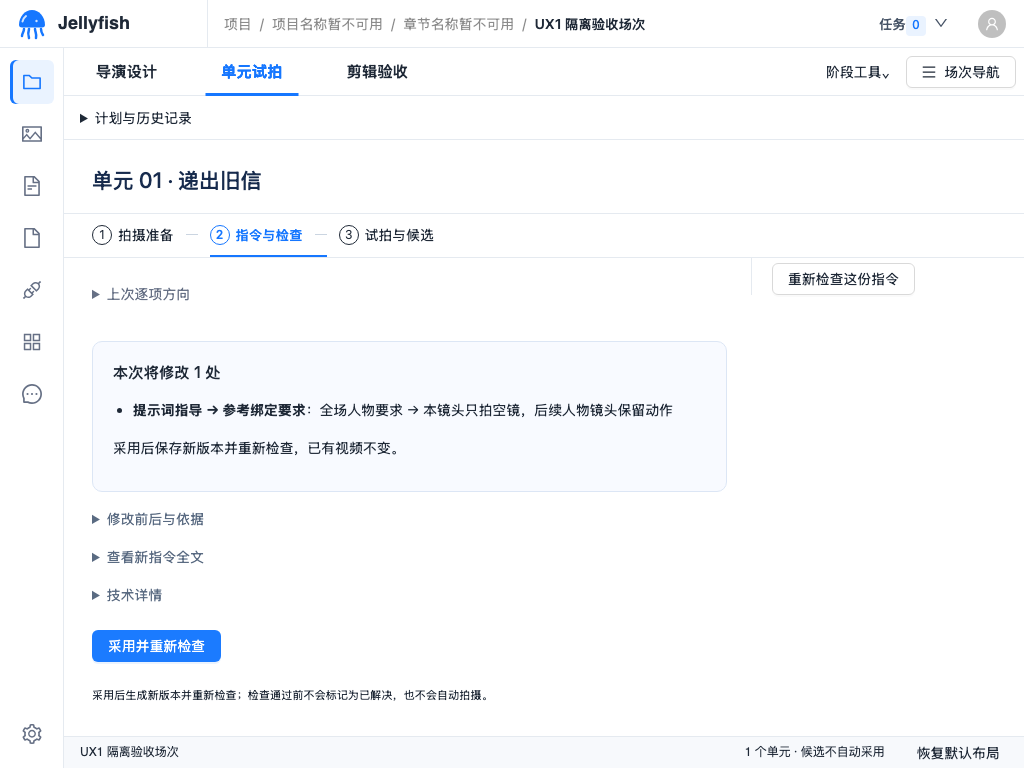 Jellyfish
项目 / 项目名称暂不可用 / 章节名称暂不可用 / UX1 隔离验收场次
任务 0
导演设计 单元试拍 剪辑验收
阶段工具 场次导航
计划与历史记录
单元 01 · 递出旧信
1 拍摄准备 — 2 指令与检查 — 3 试拍与候选
上次逐项方向
重新检查这份指令
本次将修改 1 处
• 提示词指导 → 参考绑定要求：全场人物要求 → 本镜头只拍空镜，后续人物镜头保留动作
采用后保存新版本并重新检查，已有视频不变。
修改前后与依据
查看新指令全文
技术详情
采用并重新检查
采用后生成新版本并重新检查；检查通过前不会标记为已解决，也不会自动拍摄。
UX1 隔离验收场次
1 个单元 · 候选不自动采用
恢复默认布局